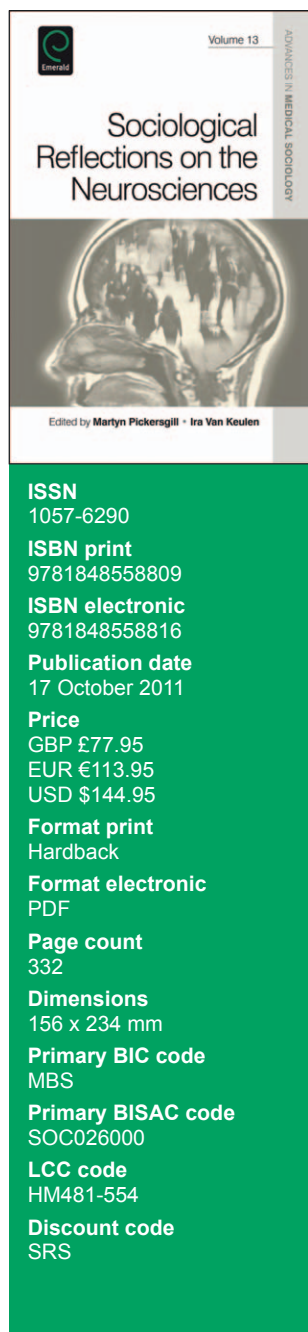 Emerald
Volume 13
ADVANCES IN MEDICAL SOCIOLOGY
Sociological
Reflections on the
Neurosciences
Edited by Martyn Pickersgill • Ira Van Keulen
ISSN
1057-6290
ISBN print
9781848558809
ISBN electronic
9781848558816
Publication date
17 October 2011
Price
GBP £77.95
EUR €113.95
USD $144.95
Format print
Hardback
Format electronic
PDF
Page count
332
Dimensions
156 x 234 mm
Primary BIC code
MBS
Primary BISAC code
SOC026000
LCC code
HM481-554
Discount code
SRS